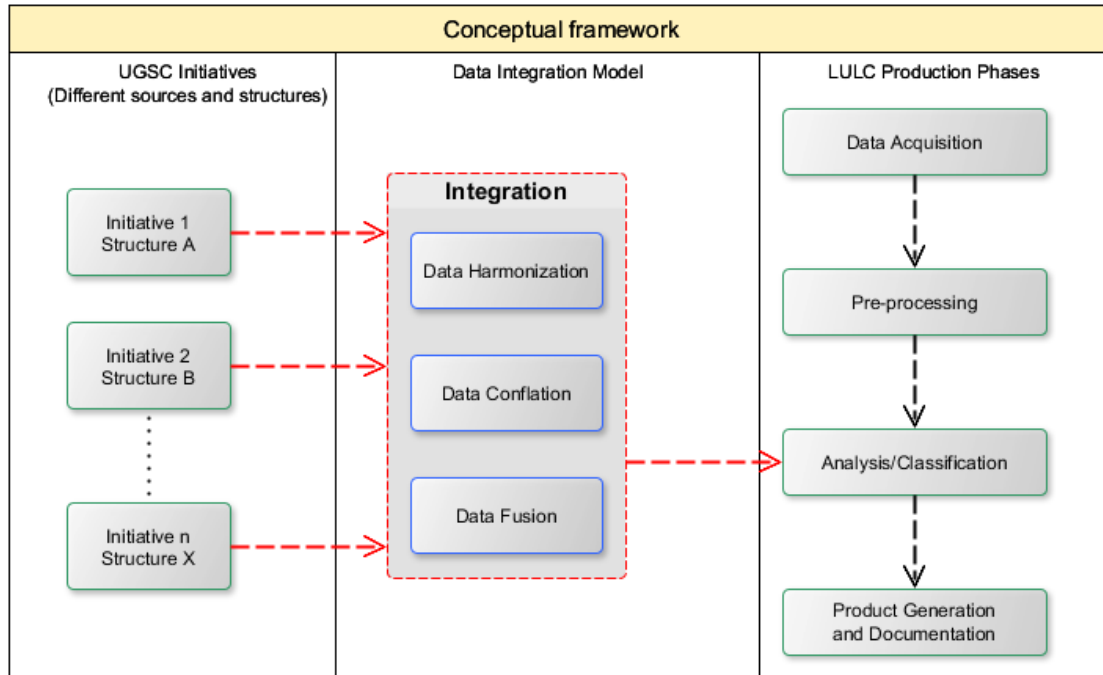 Conceptual framework
UGSC Initiatives
(Different sources and structures)
Initiative 1
Structure A
Initiative 2
Structure B
Initiative n
Structure X
Data Integration Model
Integration
Data Harmonization
Data Conflation
Data Fusion
LULC Production Phases
Data Acquisition
Pre-processing
Analysis/Classification
Product Generation
and Documentation